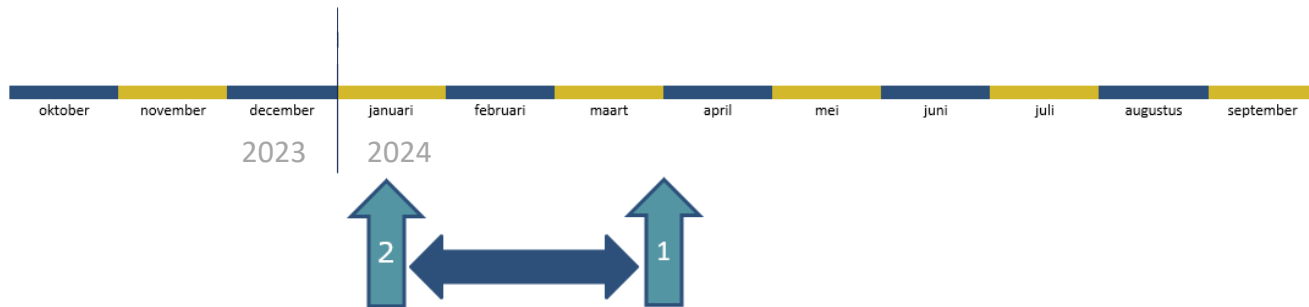 oktober november december januari februari maart april mei juni juli augustus september
2023 2024
2 1